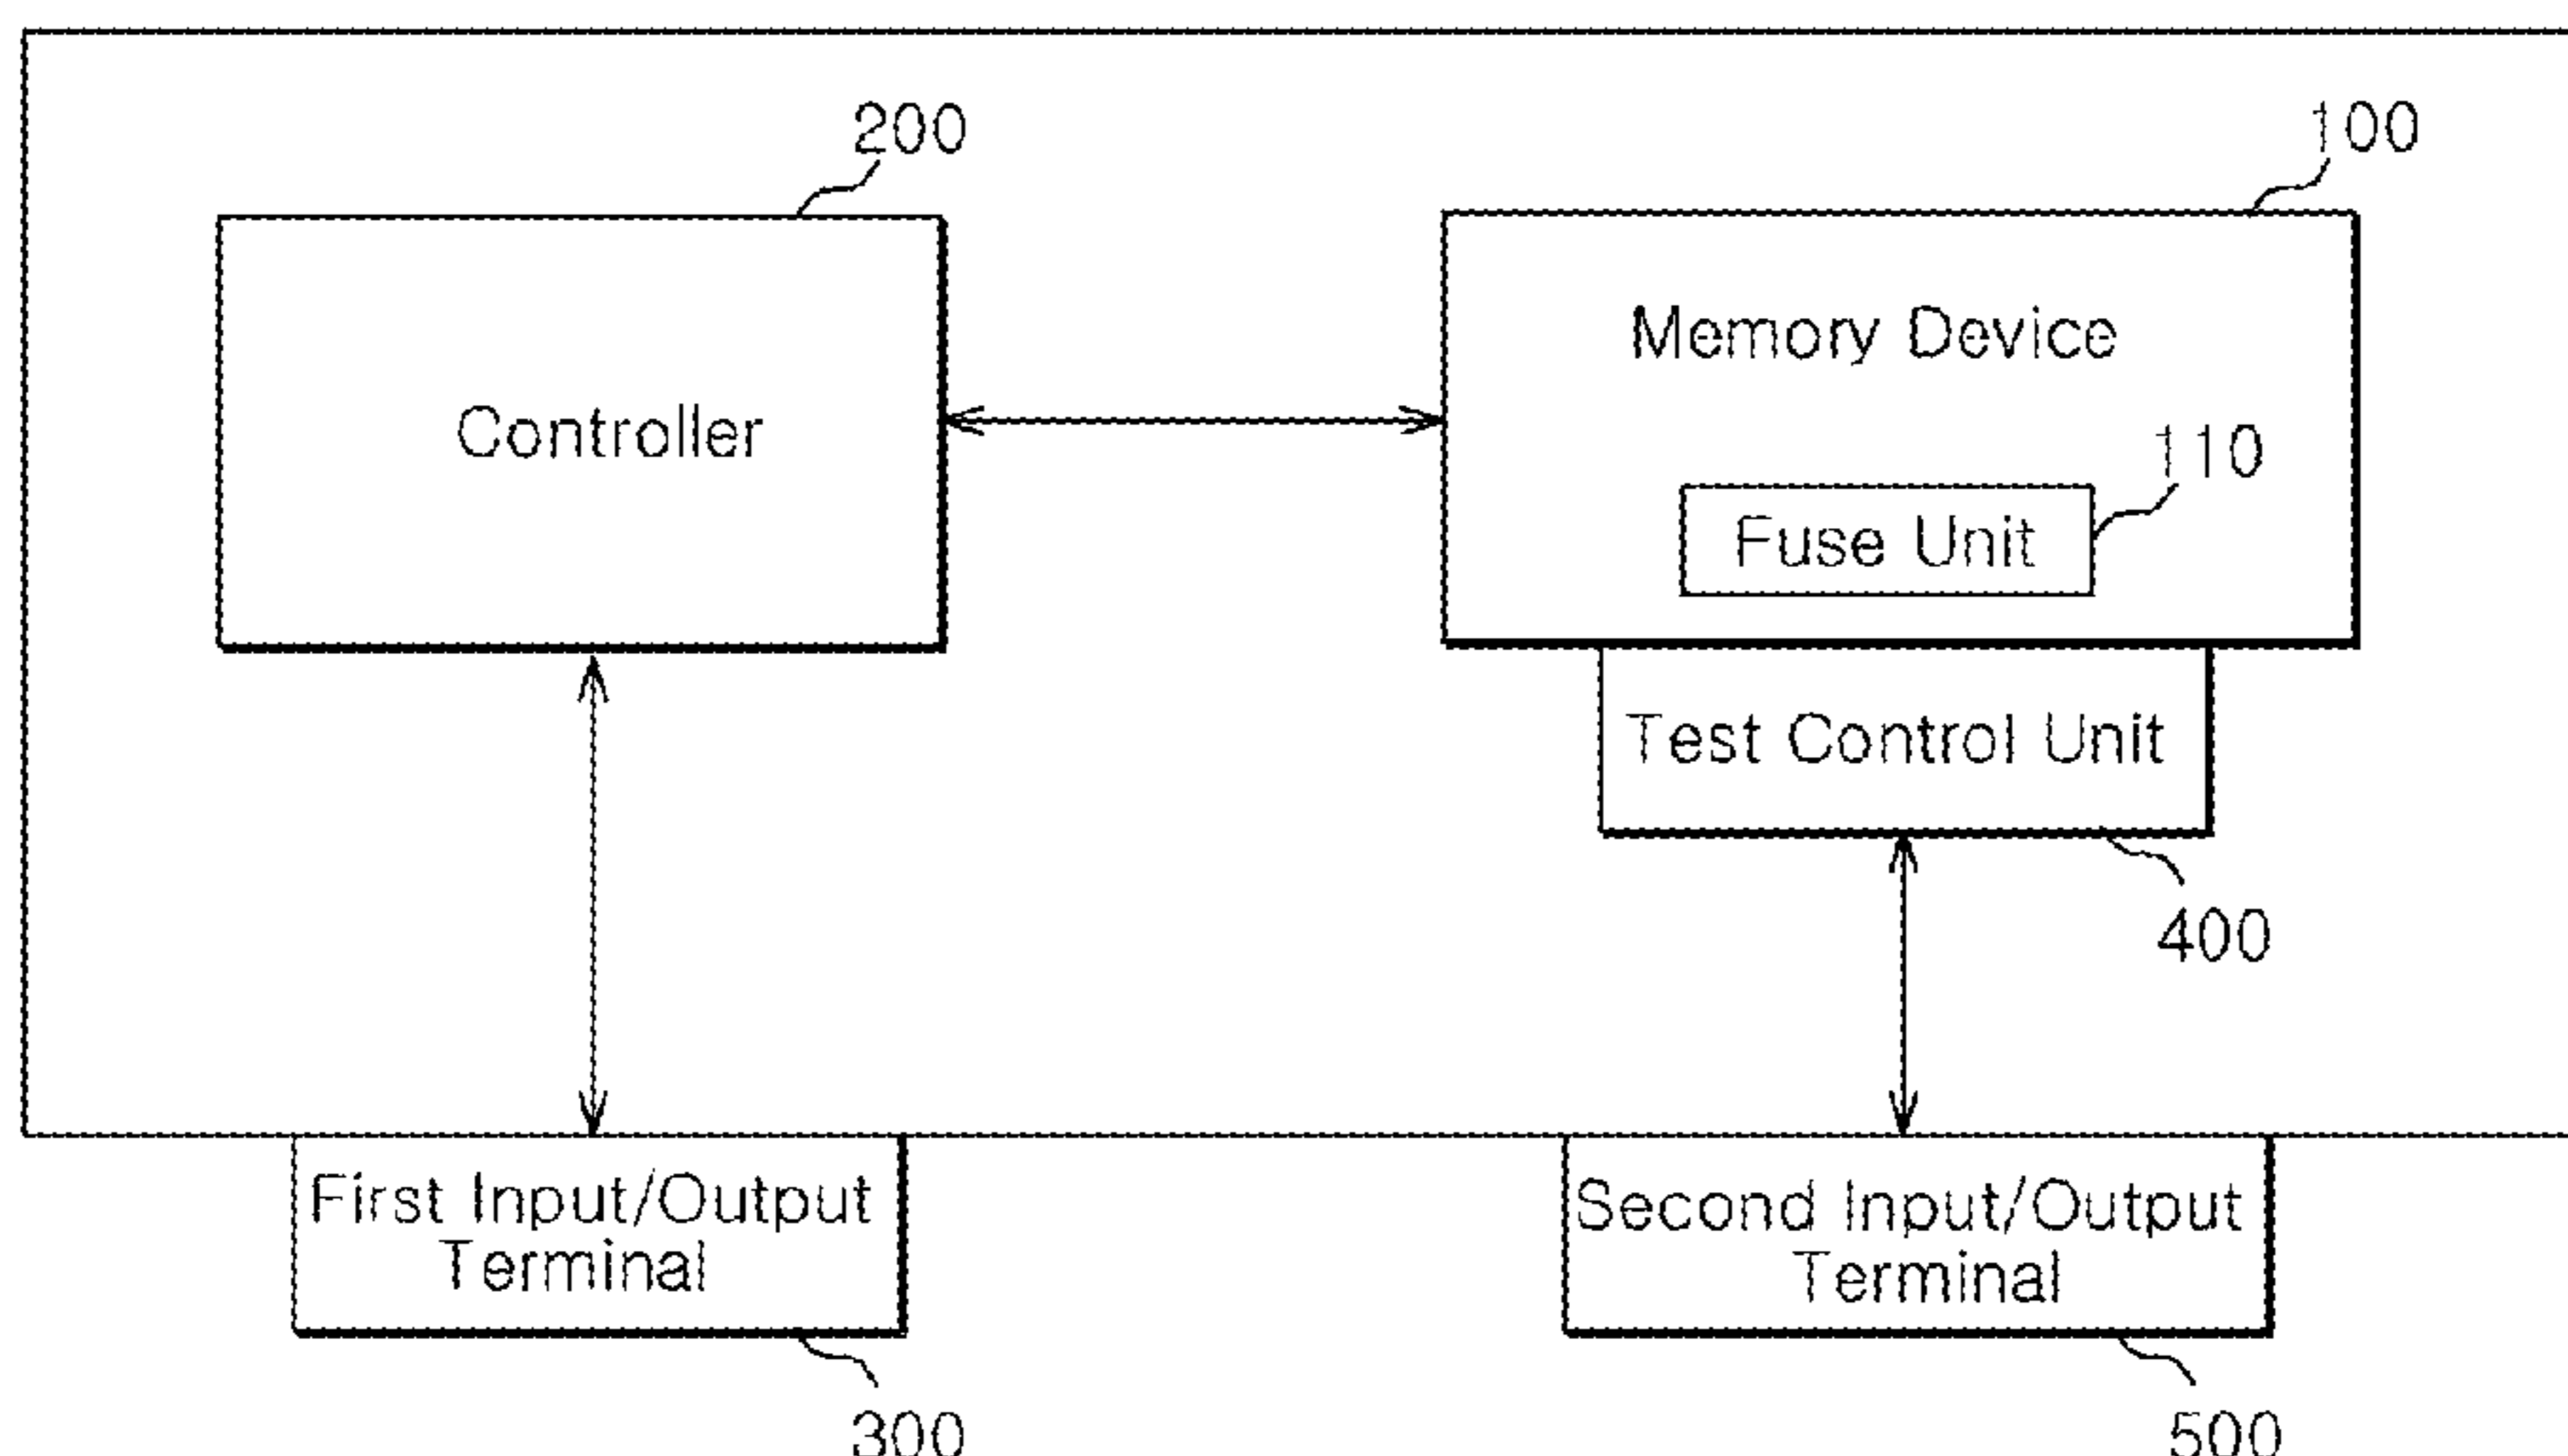 200
100
Controller
Memory Device
110
Fuse Unit
Test Control Unit
400
First Input/Output
Terminal
Second Input/Output
Terminal
300
500